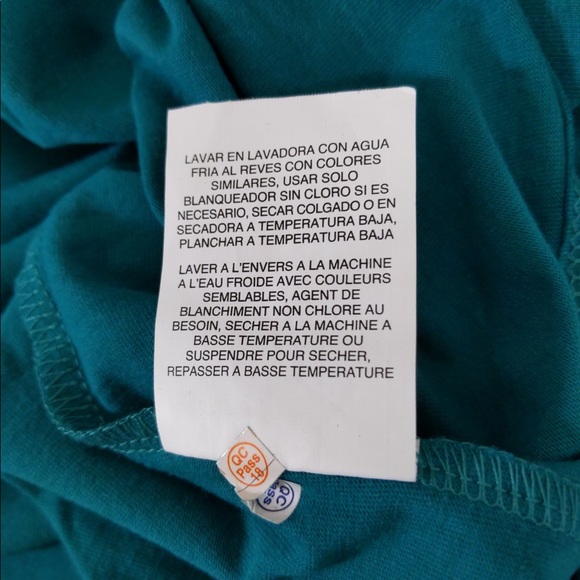 LAVAR EN LAVADORA CON AGUA
FRIA AL REVES CON COLORES
SIMILARES, USAR SOLO
BLANQUEADOR SIN CLORO SI ES
NECESARIO, SECAR COLGADO O EN
SECADORA A TEMPERATURA BAJA,
PLANCHAR A TEMPERATURA BAJA
LAVER A L'ENVERS A LA MACHINE
A L'EAU FROIDE AVEC COULEURS
SEMBLABLES, AGENT DE
BLANCHIMENT NON CHLORE AU
BESOIN, SECHER A LA MACHINE A
BASSE TEMPERATURE OU
SUSPENDRE POUR SECHER,
REPASSER A BASSE TEMPERATURE
QC
Pass
18
QC
Pass